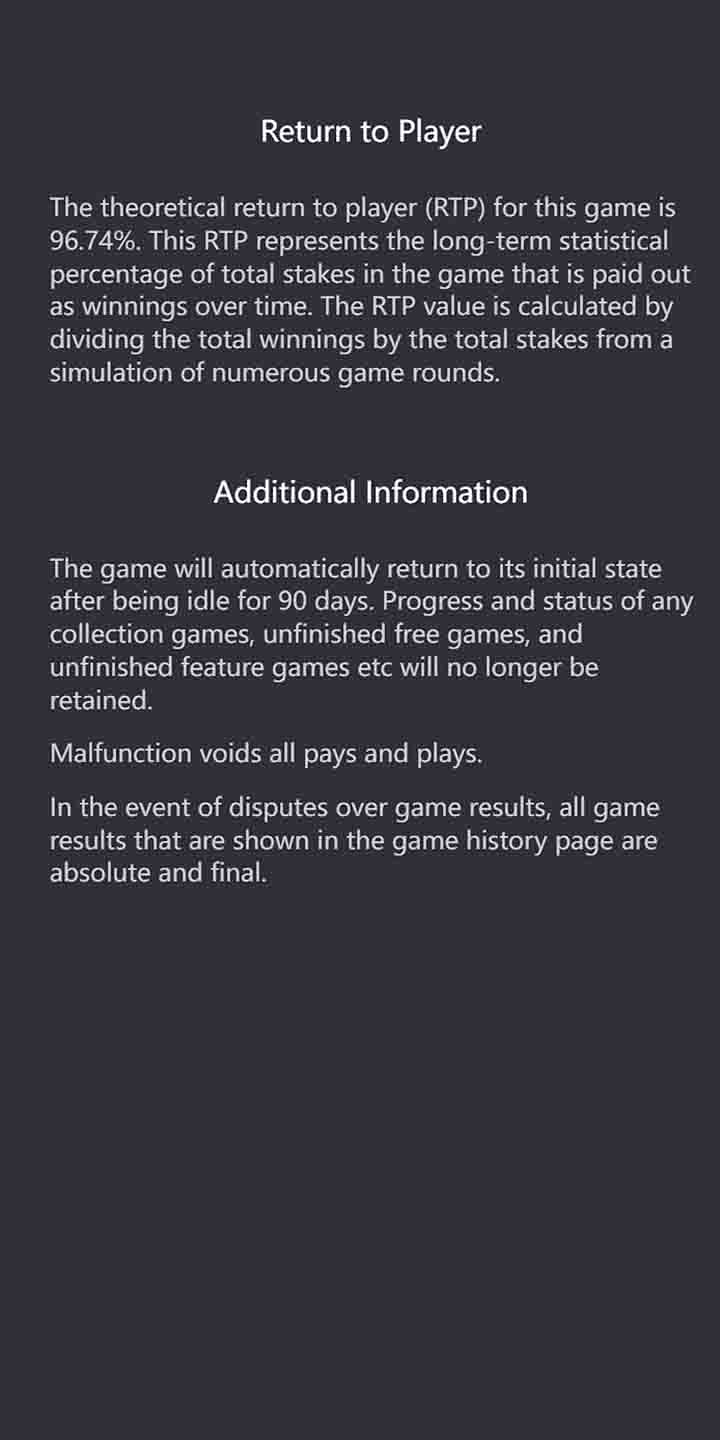 Return to Player
The theoretical return to player (RTP) for this game is
96.74%. This RTP represents the long-term statistical
percentage of total stakes in the game that is paid out
as winnings over time. The RTP value is calculated by
dividing the total winnings by the total stakes from a
simulation of numerous game rounds.
Additional Information
The game will automatically return to its initial state
after being idle for 90 days. Progress and status of any
collection games, unfinished free games, and
unfinished feature games etc will no longer be
retained.
Malfunction voids all pays and plays.
In the event of disputes over game results, all game
results that are shown in the game history page are
absolute and final.